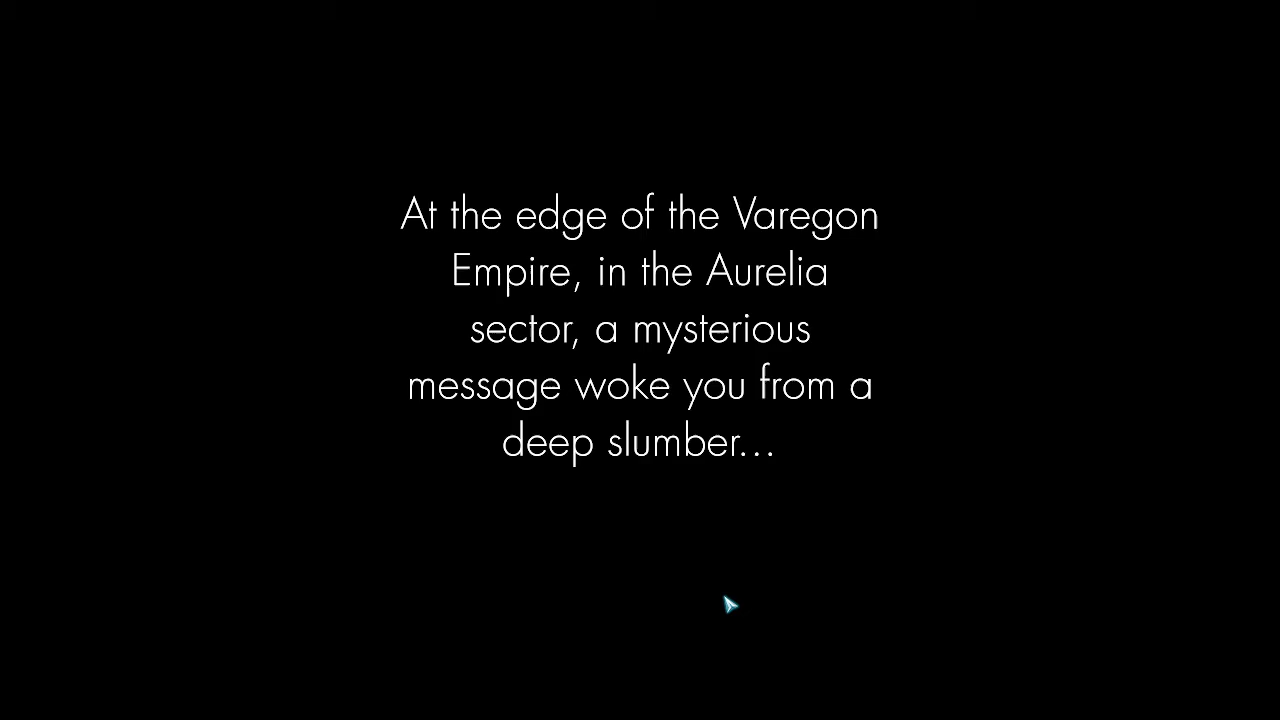 At the edge of the Varegon
Empire, in the Aurelia
sector, a mysterious
message woke you from a
deep slumber...